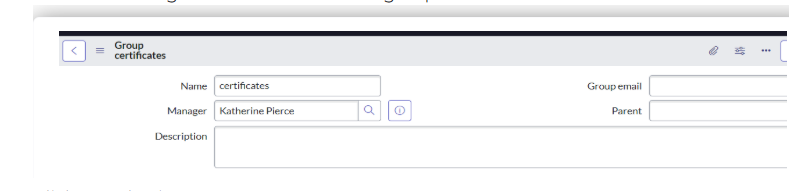 Group
certificates
Name certificates Group email
Manager Katherine Pierce Parent
Description